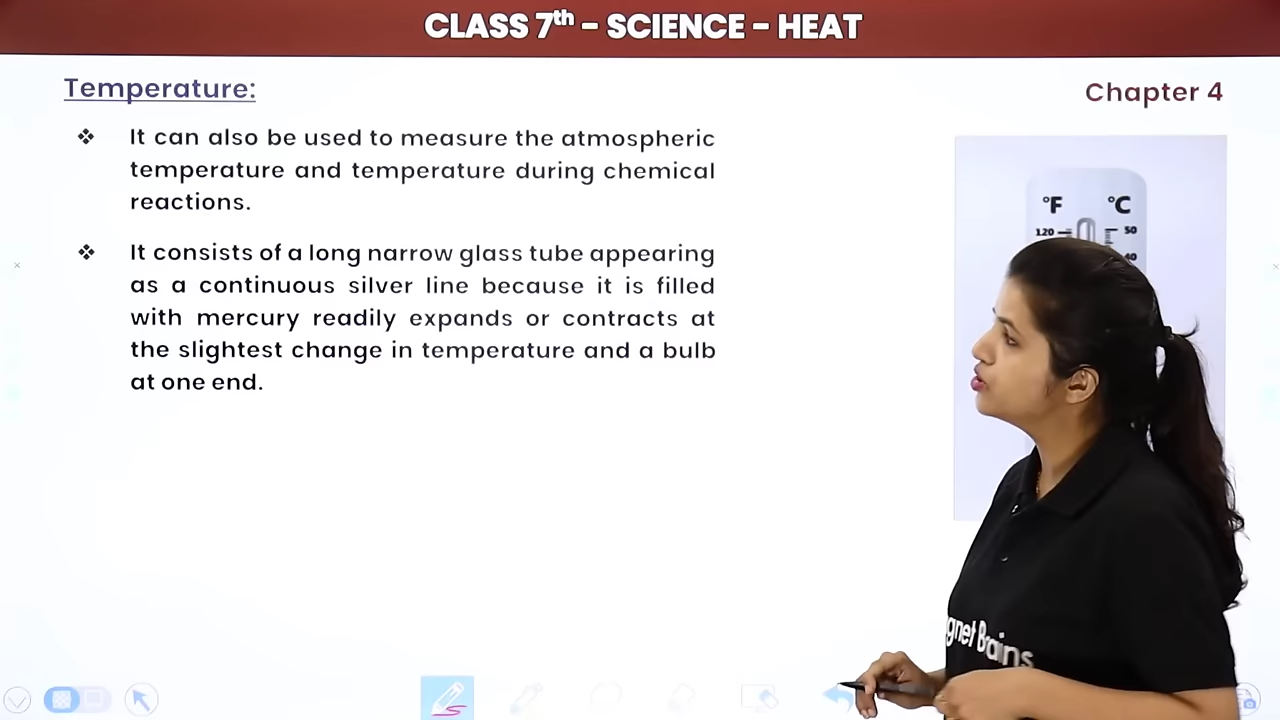 CLASS 7th – SCIENCE – HEAT
Temperature:
Chapter 4
It can also be used to measure the atmospheric
temperature and temperature during chemical
reactions.
It consists of a long narrow glass tube appearing
as a continuous silver line because it is filled
with mercury readily expands or contracts at
the slightest change in temperature and a bulb
at one end.
°F °C
120 50
40
gnet Brains